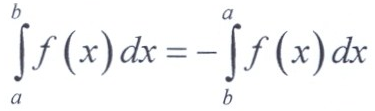 ∫_a^b f(x)dx = -∫_b^a f(x)dx